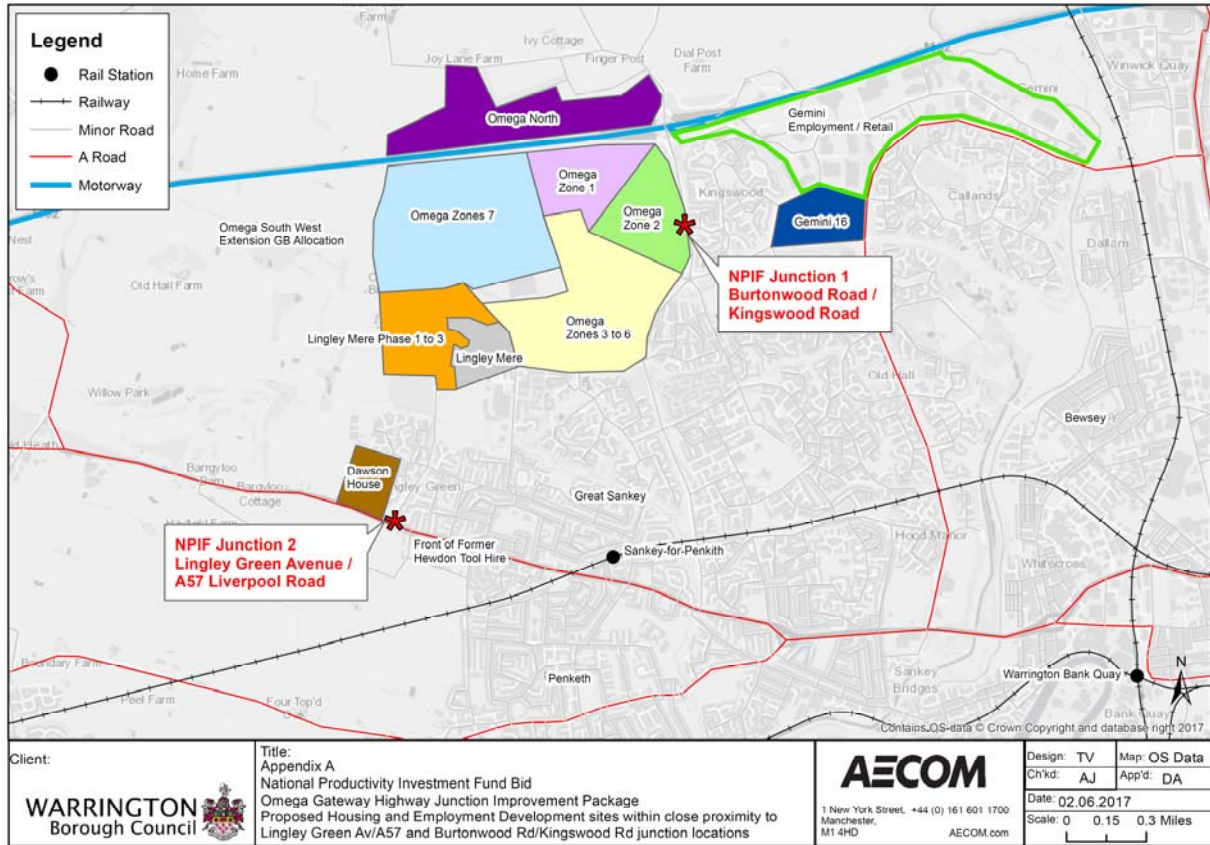 Legend
Rail Station
Railway
Minor Road
A Road
Motorway
Farm
Ivy Cottage
Home Farm
Joy Lane Farm
Finger Post
Dial Post
Farm
Winwick Quay
Gemini
Omega North
Gemini
Employment / Retail
Omega
Zone 1
Omega Zones 7
Omega
Zone 2
Kingswood
Callands
Gemini 16
Omega South West
Extension GB Allocation
Dallam
Nest
Old Hall Farm
NPIF Junction 1
Burtonwood Road /
Kingswood Road
Omega
Zones 3 to 6
Lingley Mere Phase 1 to 3
Lingley Mere
Old Hall
Willow Park
Bewsey
Heath
Barrgyloo
Barn
Bargyloo
Cottage
Dawson
House
Great Sankey
Hood Manor
NPIF Junction 2
Lingley Green Avenue /
A57 Liverpool Road
Front of Former
Hewdon Tool Hire
Sankey-for-Penkith
Whitecross
Boundary Farm
Peel Farm
Four Top'd
Oak
Penketh
Sankey
Bridges
Warrington Bank Quay
N
Bank Quay
Contains OS data © Crown Copyright and database right 2017
Client:
WARRINGTON
Borough Council
Title:
Appendix A
National Productivity Investment Fund Bid
Omega Gateway Highway Junction Improvement Package
Proposed Housing and Employment Development sites within close proximity to
Lingley Green Av/A57 and Burtonwood Rd/Kingswood Rd junction locations
AECOM
1 New York Street, +44 (0) 161 601 1700
Manchester,
M1 4HD AECOM.com
Design: TV Map: OS Data
Ch'kd: AJ App'd: DA
Date: 02.06.2017
Scale: 0 0.15 0.3 Miles